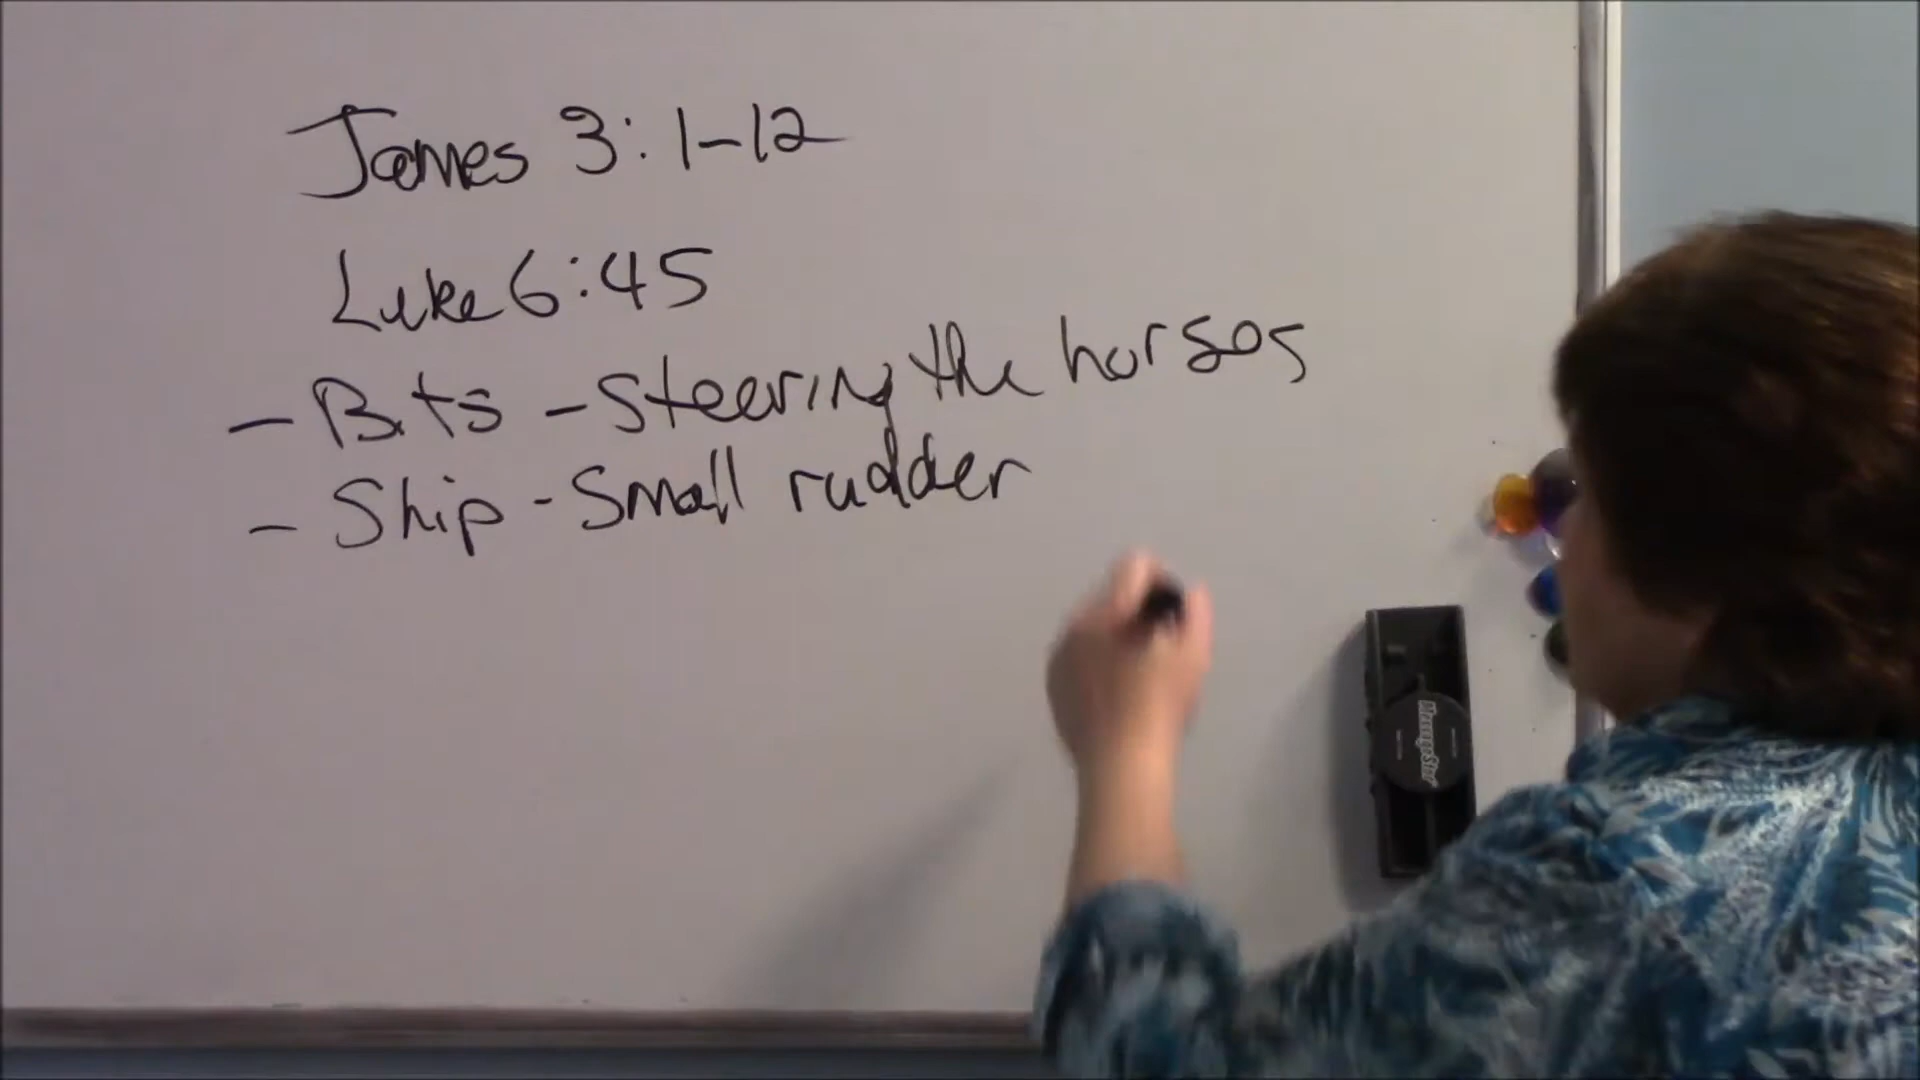 James 3:1-12
Luke 6:45
- Bits - Steering the horses
- Ship - Small rudder